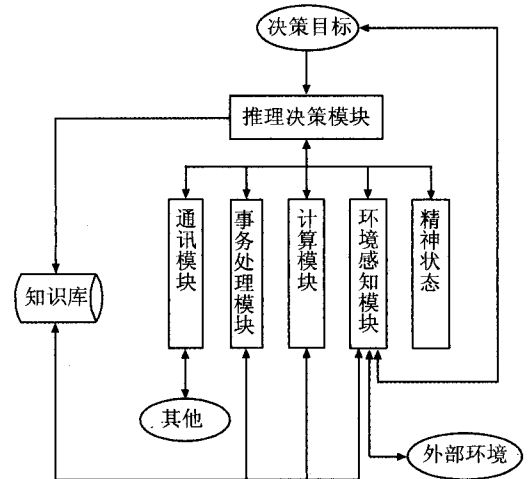 决策目标
推理决策模块
通讯模块
事务处理模块
计算模块
环境感知模块
精神状态
知识库
其他
外部环境